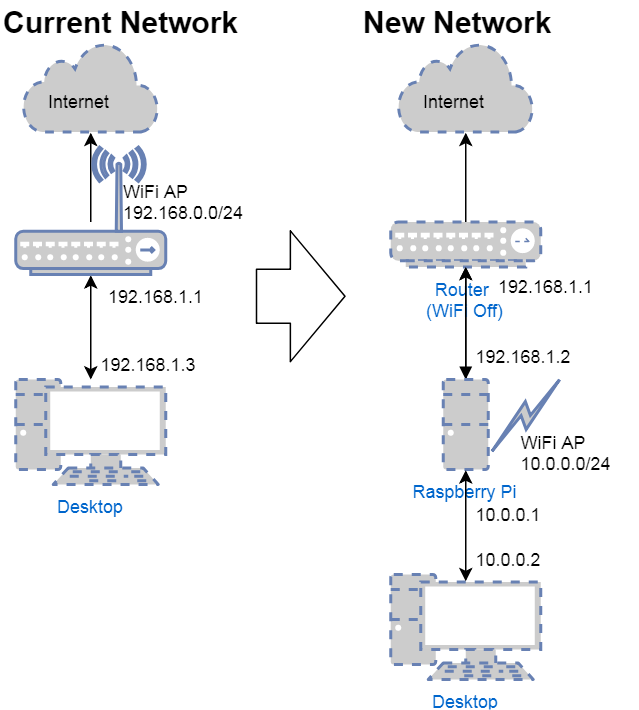 Current Network
Internet
WiFi AP
192.168.0.0/24
192.168.1.1
192.168.1.3
Desktop
New Network
Internet
192.168.1.1
Router
(WiFi Off)
192.168.1.2
WiFi AP
10.0.0.0/24
Raspberry Pi
10.0.0.1
10.0.0.2
Desktop